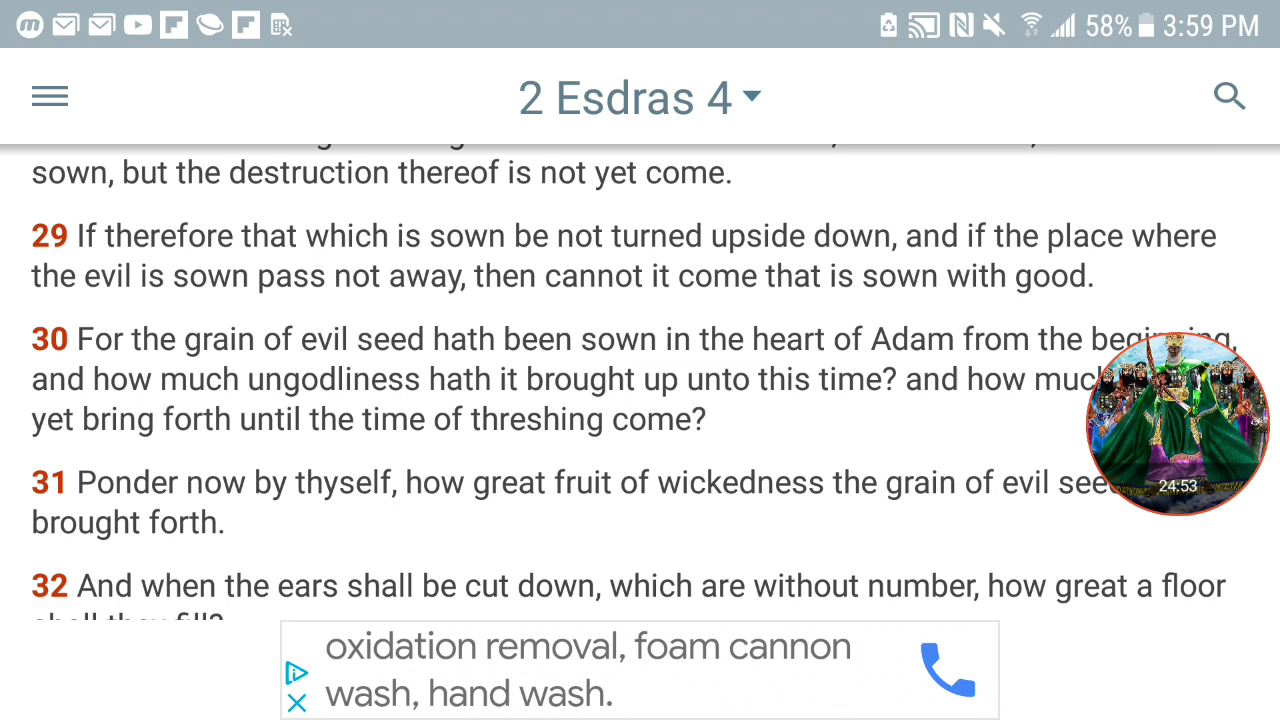 58% 3:59 PM
2 Esdras 4
sown, but the destruction thereof is not yet come.
29 If therefore that which is sown be not turned upside down, and if the place where
the evil is sown pass not away, then cannot it come that is sown with good.
30 For the grain of evil seed hath been sown in the heart of Adam from the beginning,
and how much ungodliness hath it brought up unto this time? and how much
yet bring forth until the time of threshing come?
31 Ponder now by thyself, how great fruit of wickedness the grain of evil seed
brought forth.
24:53
32 And when the ears shall be cut down, which are without number, how great a floor
shall they fill?
oxidation removal, foam cannon
wash, hand wash.